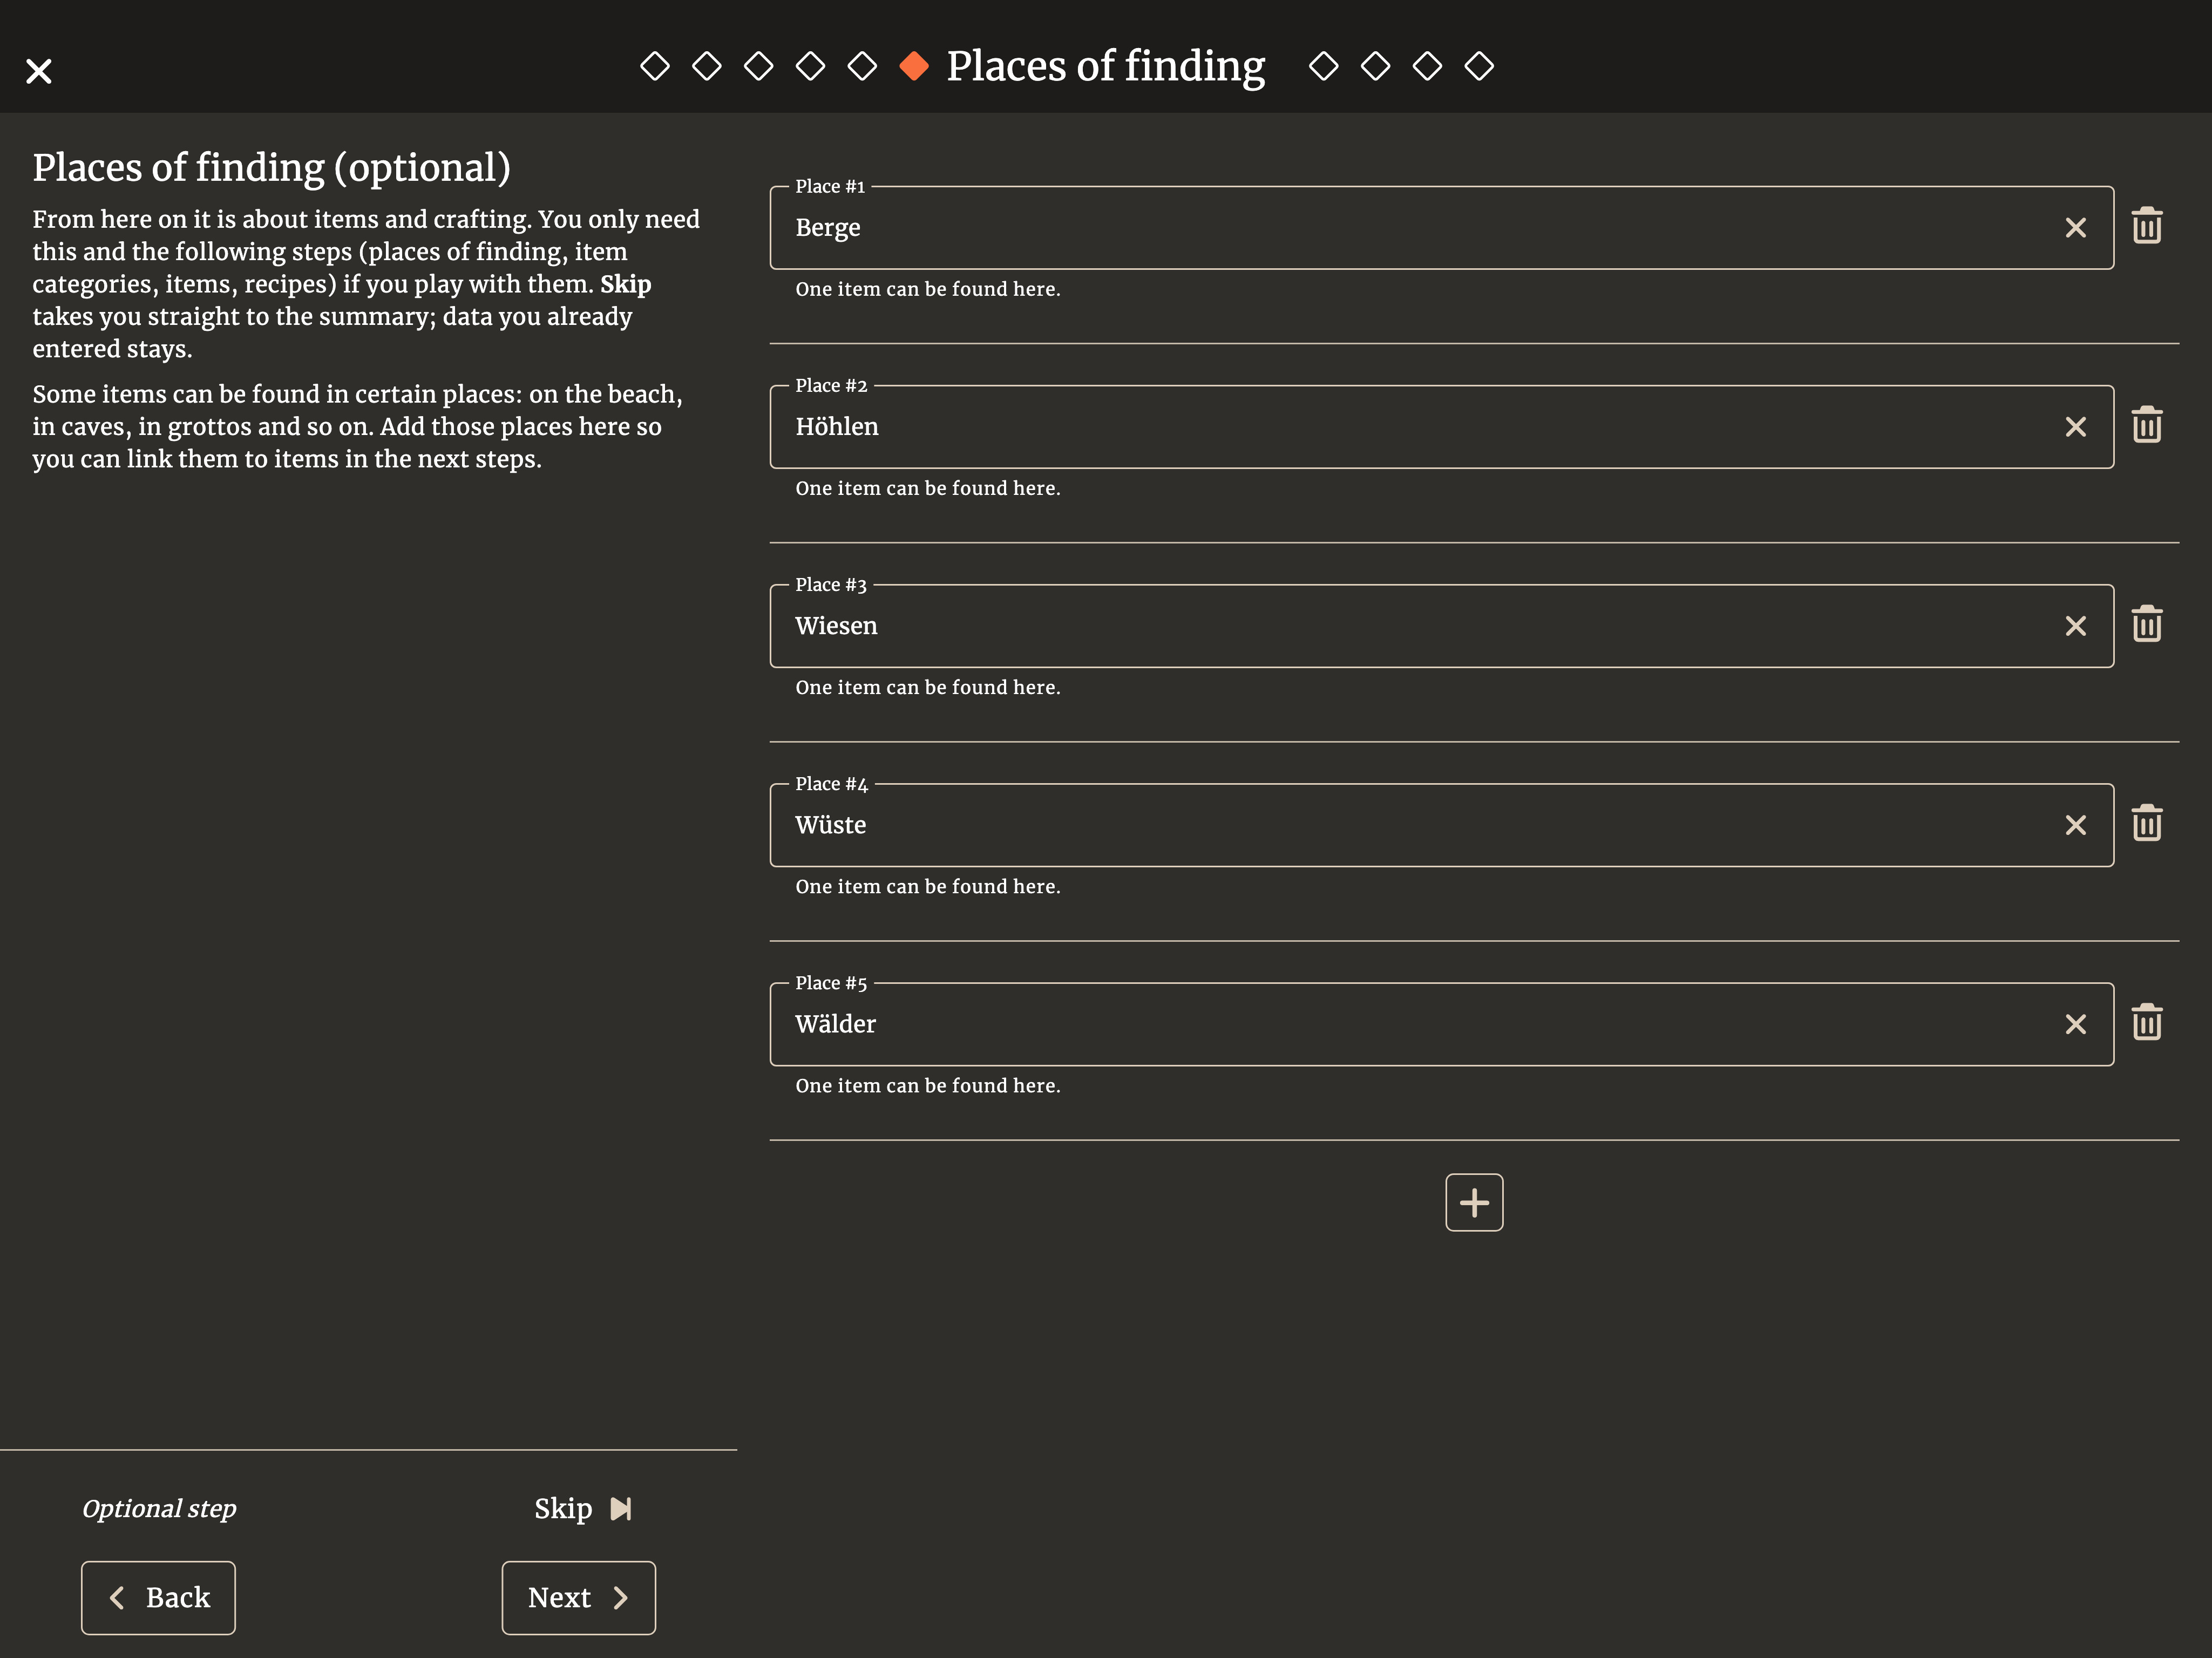 Places of finding
Places of finding (optional)
From here on it is about items and crafting. You only need
this and the following steps (places of finding, item
categories, items, recipes) if you play with them. Skip
takes you straight to the summary; data you already
entered stays.
Some items can be found in certain places: on the beach,
in caves, in grottos and so on. Add those places here so
you can link them to items in the next steps.
Optional step
Skip
Back
Next
Place #1
Berge
One item can be found here.
Place #2
Höhlen
One item can be found here.
Place #3
Wiesen
One item can be found here.
Place #4
Wüste
One item can be found here.
Place #5
Wälder
One item can be found here.